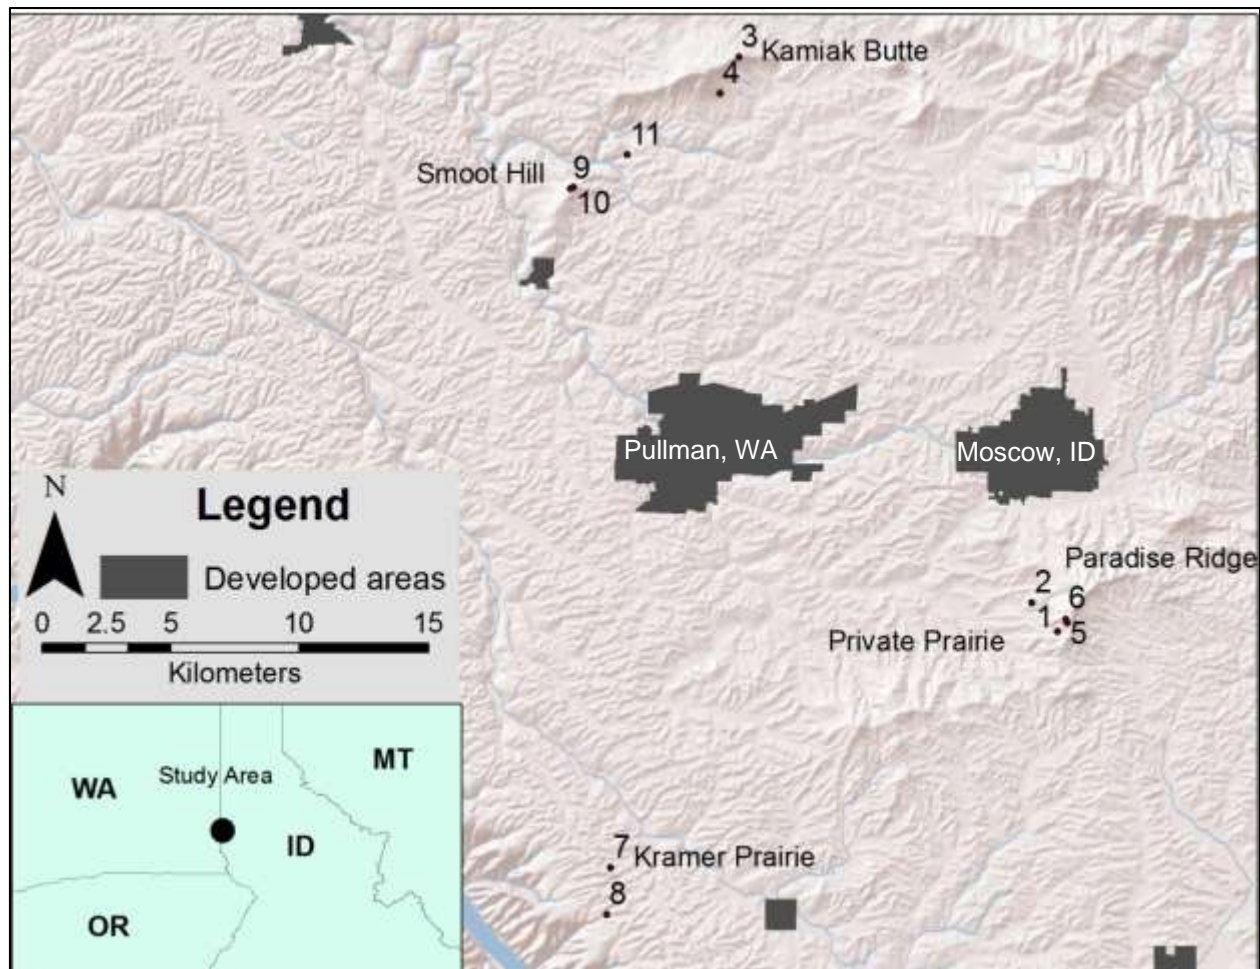 3
Kamiak Butte
4
11
9
Smoot Hill
10
Pullman, WA
Moscow, ID
N
Legend
Developed areas
0 2.5 5 10 15
Kilometers
Paradise Ridge
2
6
1
5
Private Prairie
WA
Study Area
MT
ID
OR
7
Kramer Prairie
8